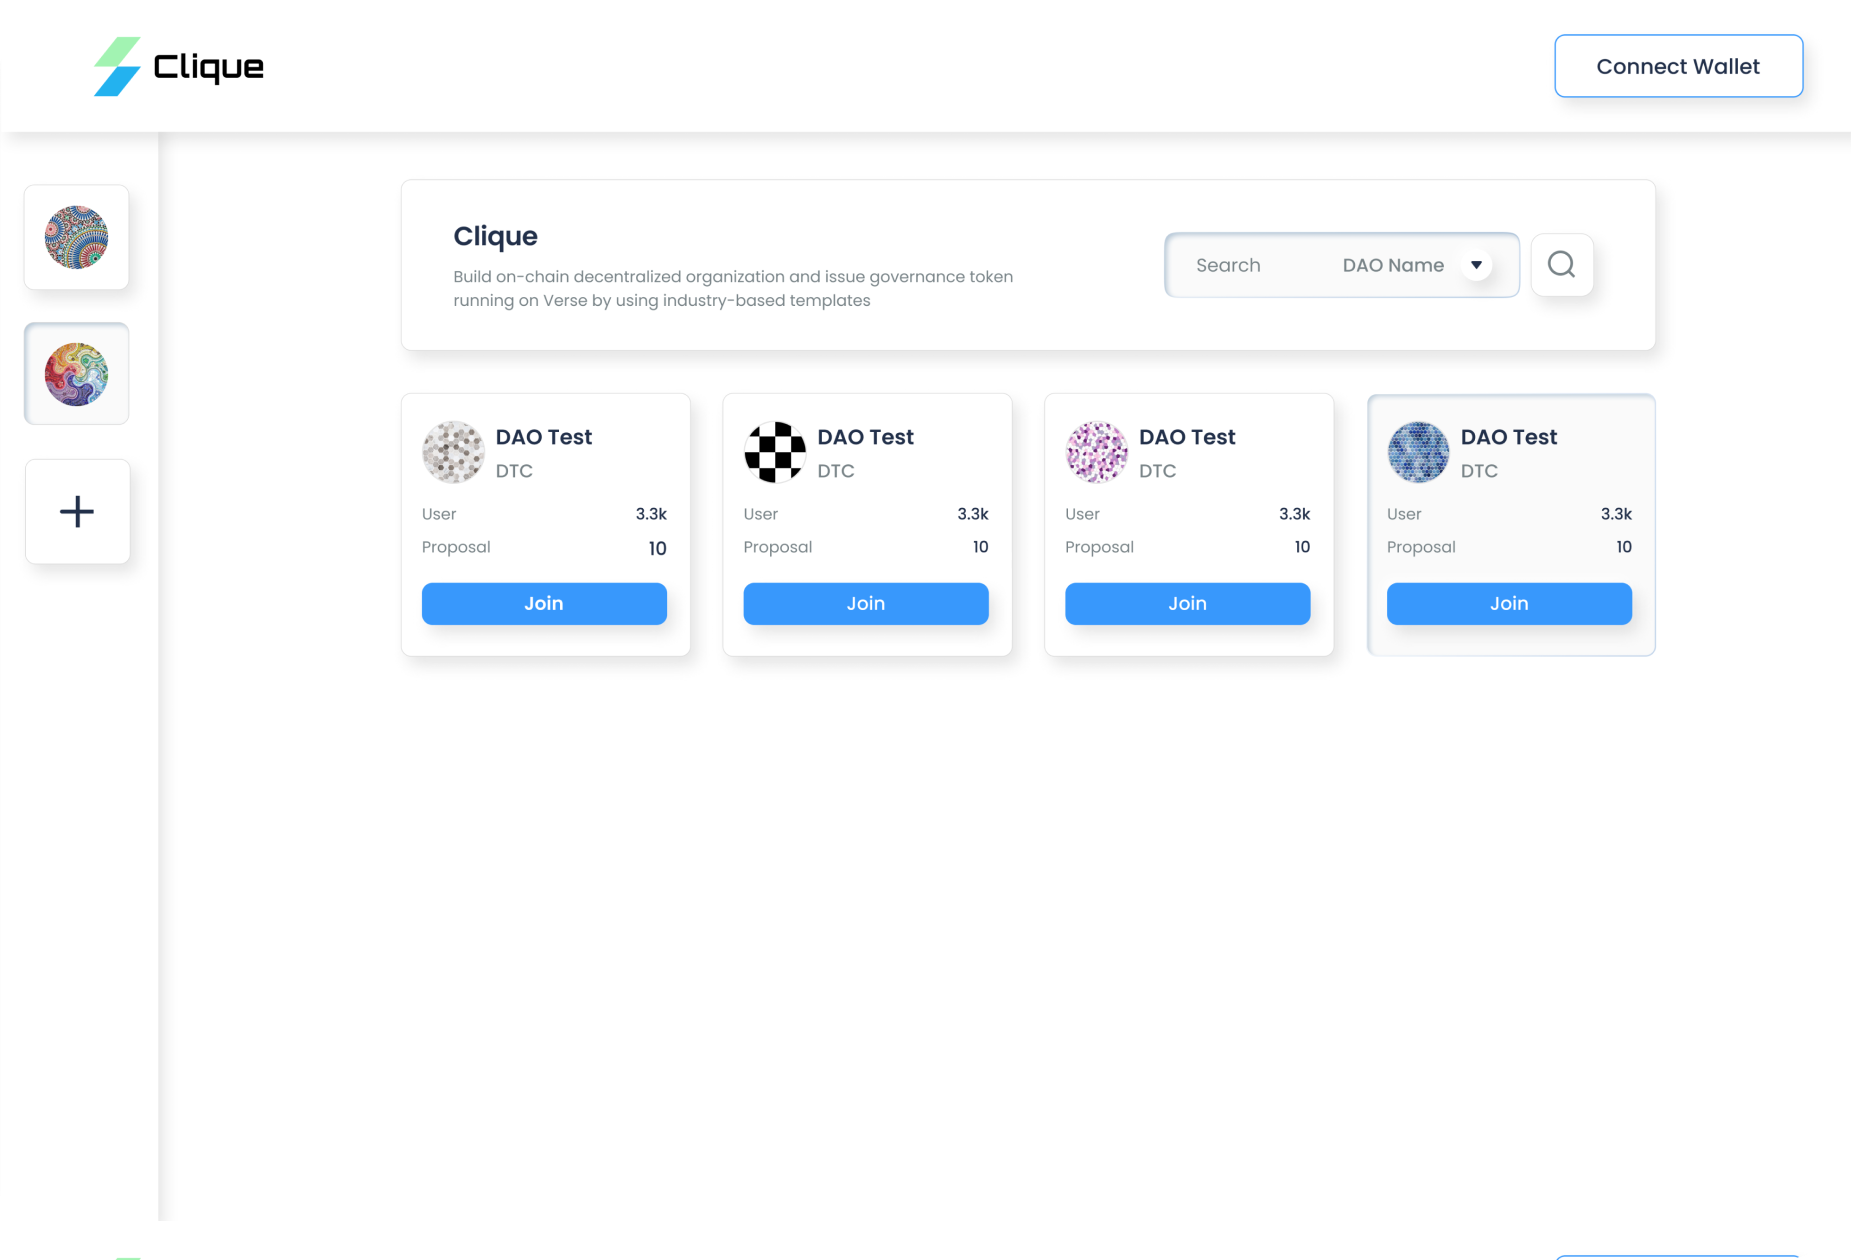 Clique
Connect Wallet
Clique
Build on-chain decentralized organization and issue governance token
running on Verse by using industry-based templates
Search DAO Name
DAO Test
DTC
User 3.3k
Proposal 10
Join
DAO Test
DTC
User 3.3k
Proposal 10
Join
DAO Test
DTC
User 3.3k
Proposal 10
Join
DAO Test
DTC
User 3.3k
Proposal 10
Join